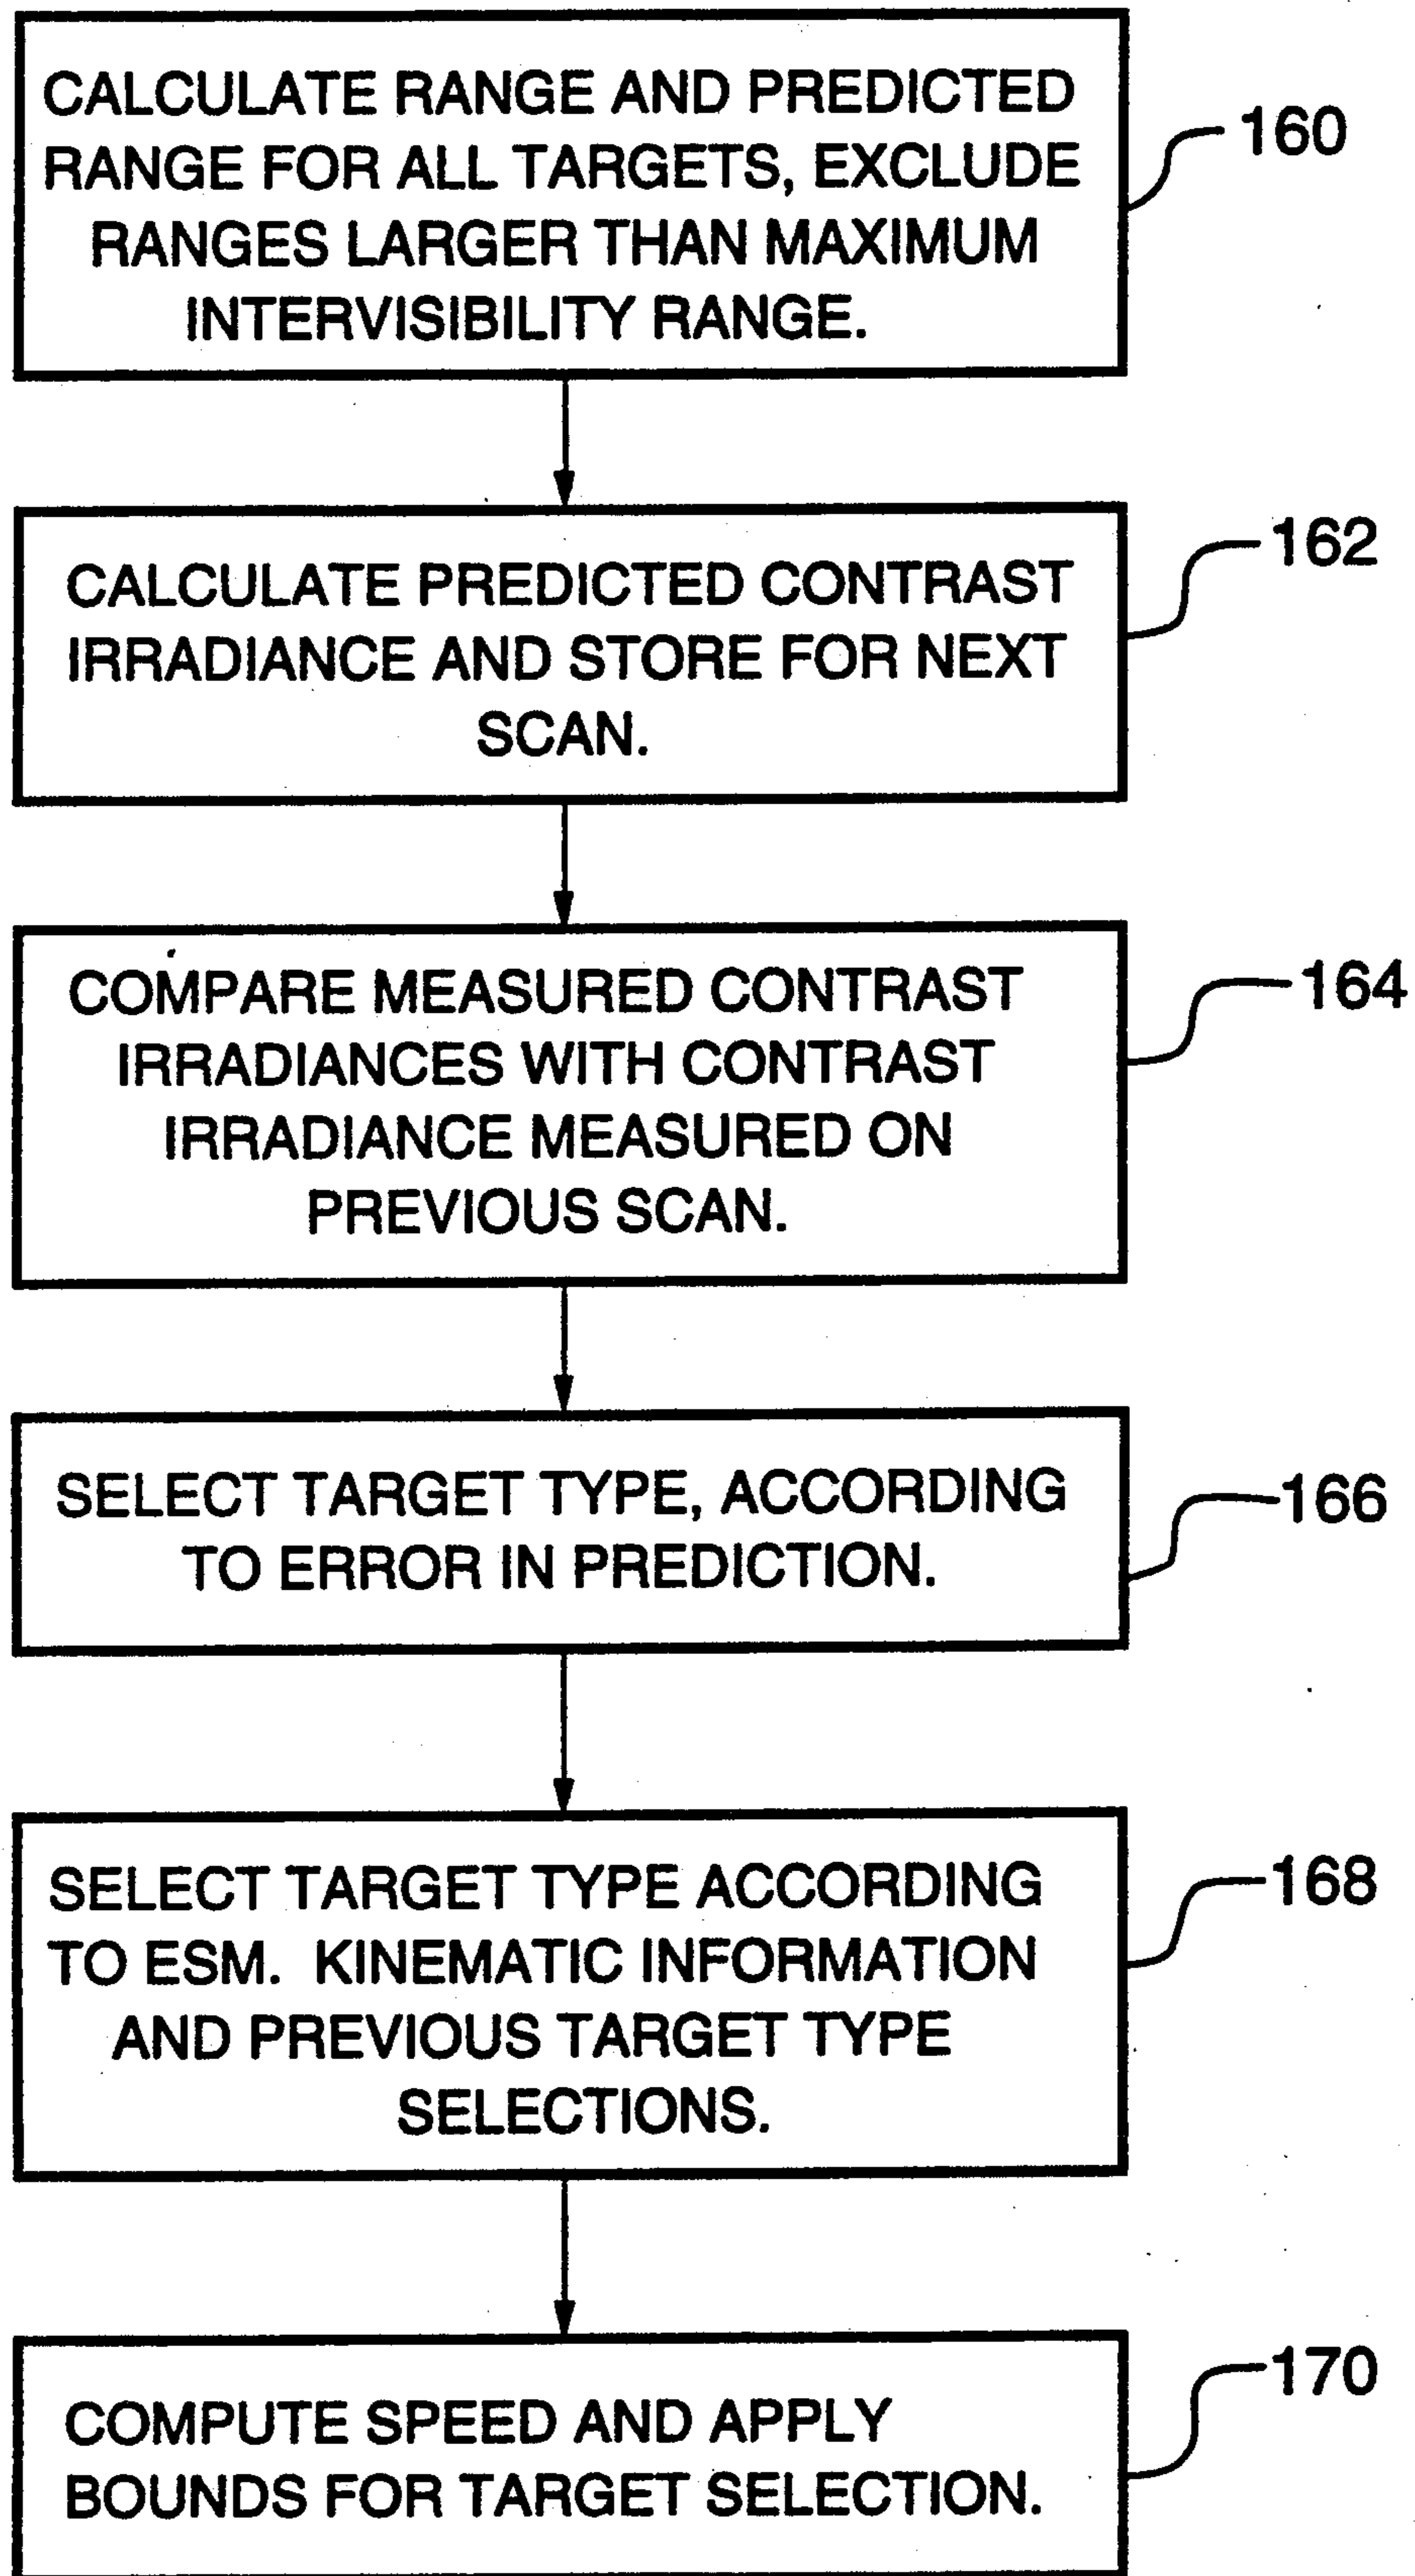 CALCULATE RANGE AND PREDICTED
RANGE FOR ALL TARGETS, EXCLUDE
RANGES LARGER THAN MAXIMUM
INTERVISIBILITY RANGE.
160
CALCULATE PREDICTED CONTRAST
IRRADIANCE AND STORE FOR NEXT
SCAN.
162
COMPARE MEASURED CONTRAST
IRRADIANCES WITH CONTRAST
IRRADIANCE MEASURED ON
PREVIOUS SCAN.
164
SELECT TARGET TYPE, ACCORDING
TO ERROR IN PREDICTION.
166
SELECT TARGET TYPE ACCORDING
TO ESM. KINEMATIC INFORMATION
AND PREVIOUS TARGET TYPE
SELECTIONS.
168
COMPUTE SPEED AND APPLY
BOUNDS FOR TARGET SELECTION.
170